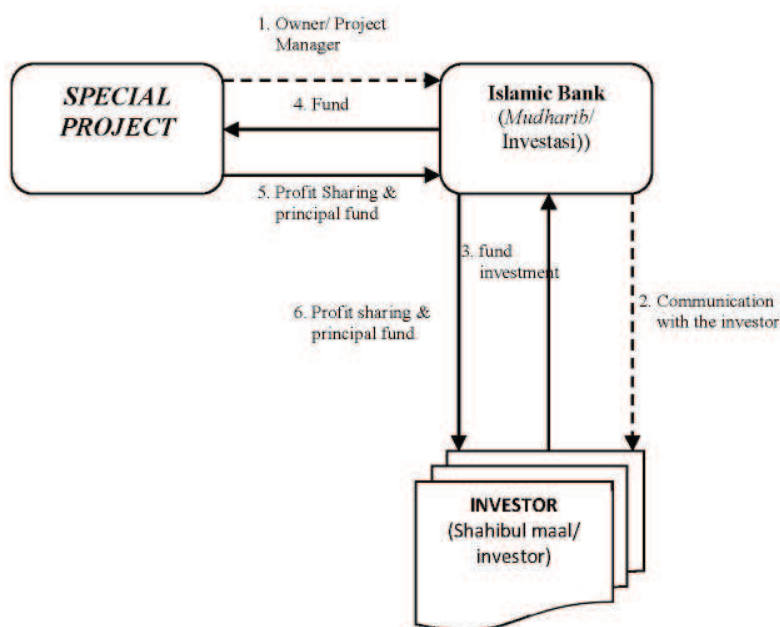 1. Owner/ Project
Manager
SPECIAL
PROJECT
4. Fund
Islamic Bank
(Mudharib/
Investasi))
5. Profit Sharing &
principal fund
3. fund
investment
6. Profit sharing &
principal fund
2. Communication
with the investor
INVESTOR
(Shahibul maal/
investor)